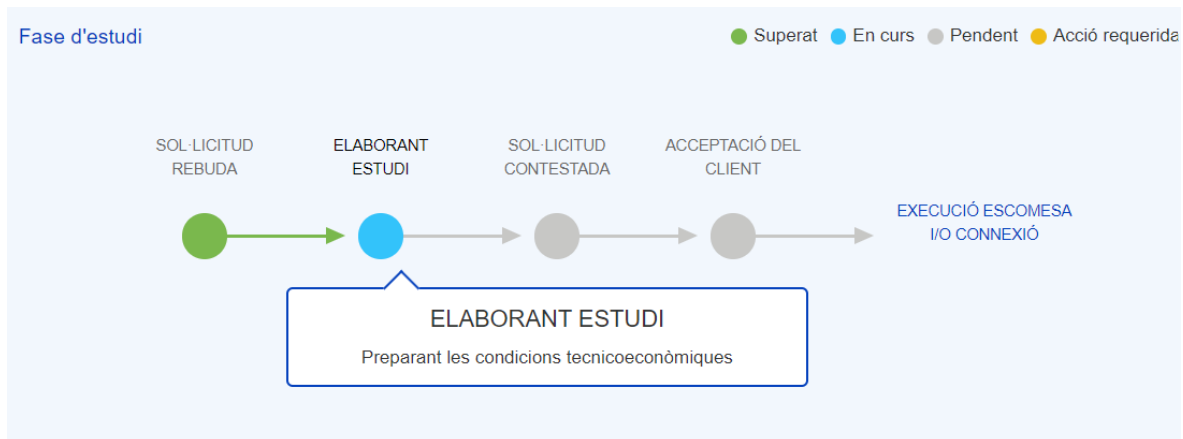 Fase d'estudi
Superat
En curs
Pendent
Acció requerida
SOL·LICITUD
REBUDA
ELABORANT
ESTUDI
SOL·LICITUD
CONTESTADA
ACCEPTACIÓ DEL
CLIENT
EXECUCIÓ ESCOMESA
I/O CONNEXIÓ
ELABORANT ESTUDI
Preparant les condicions tecnicoeconòmiques